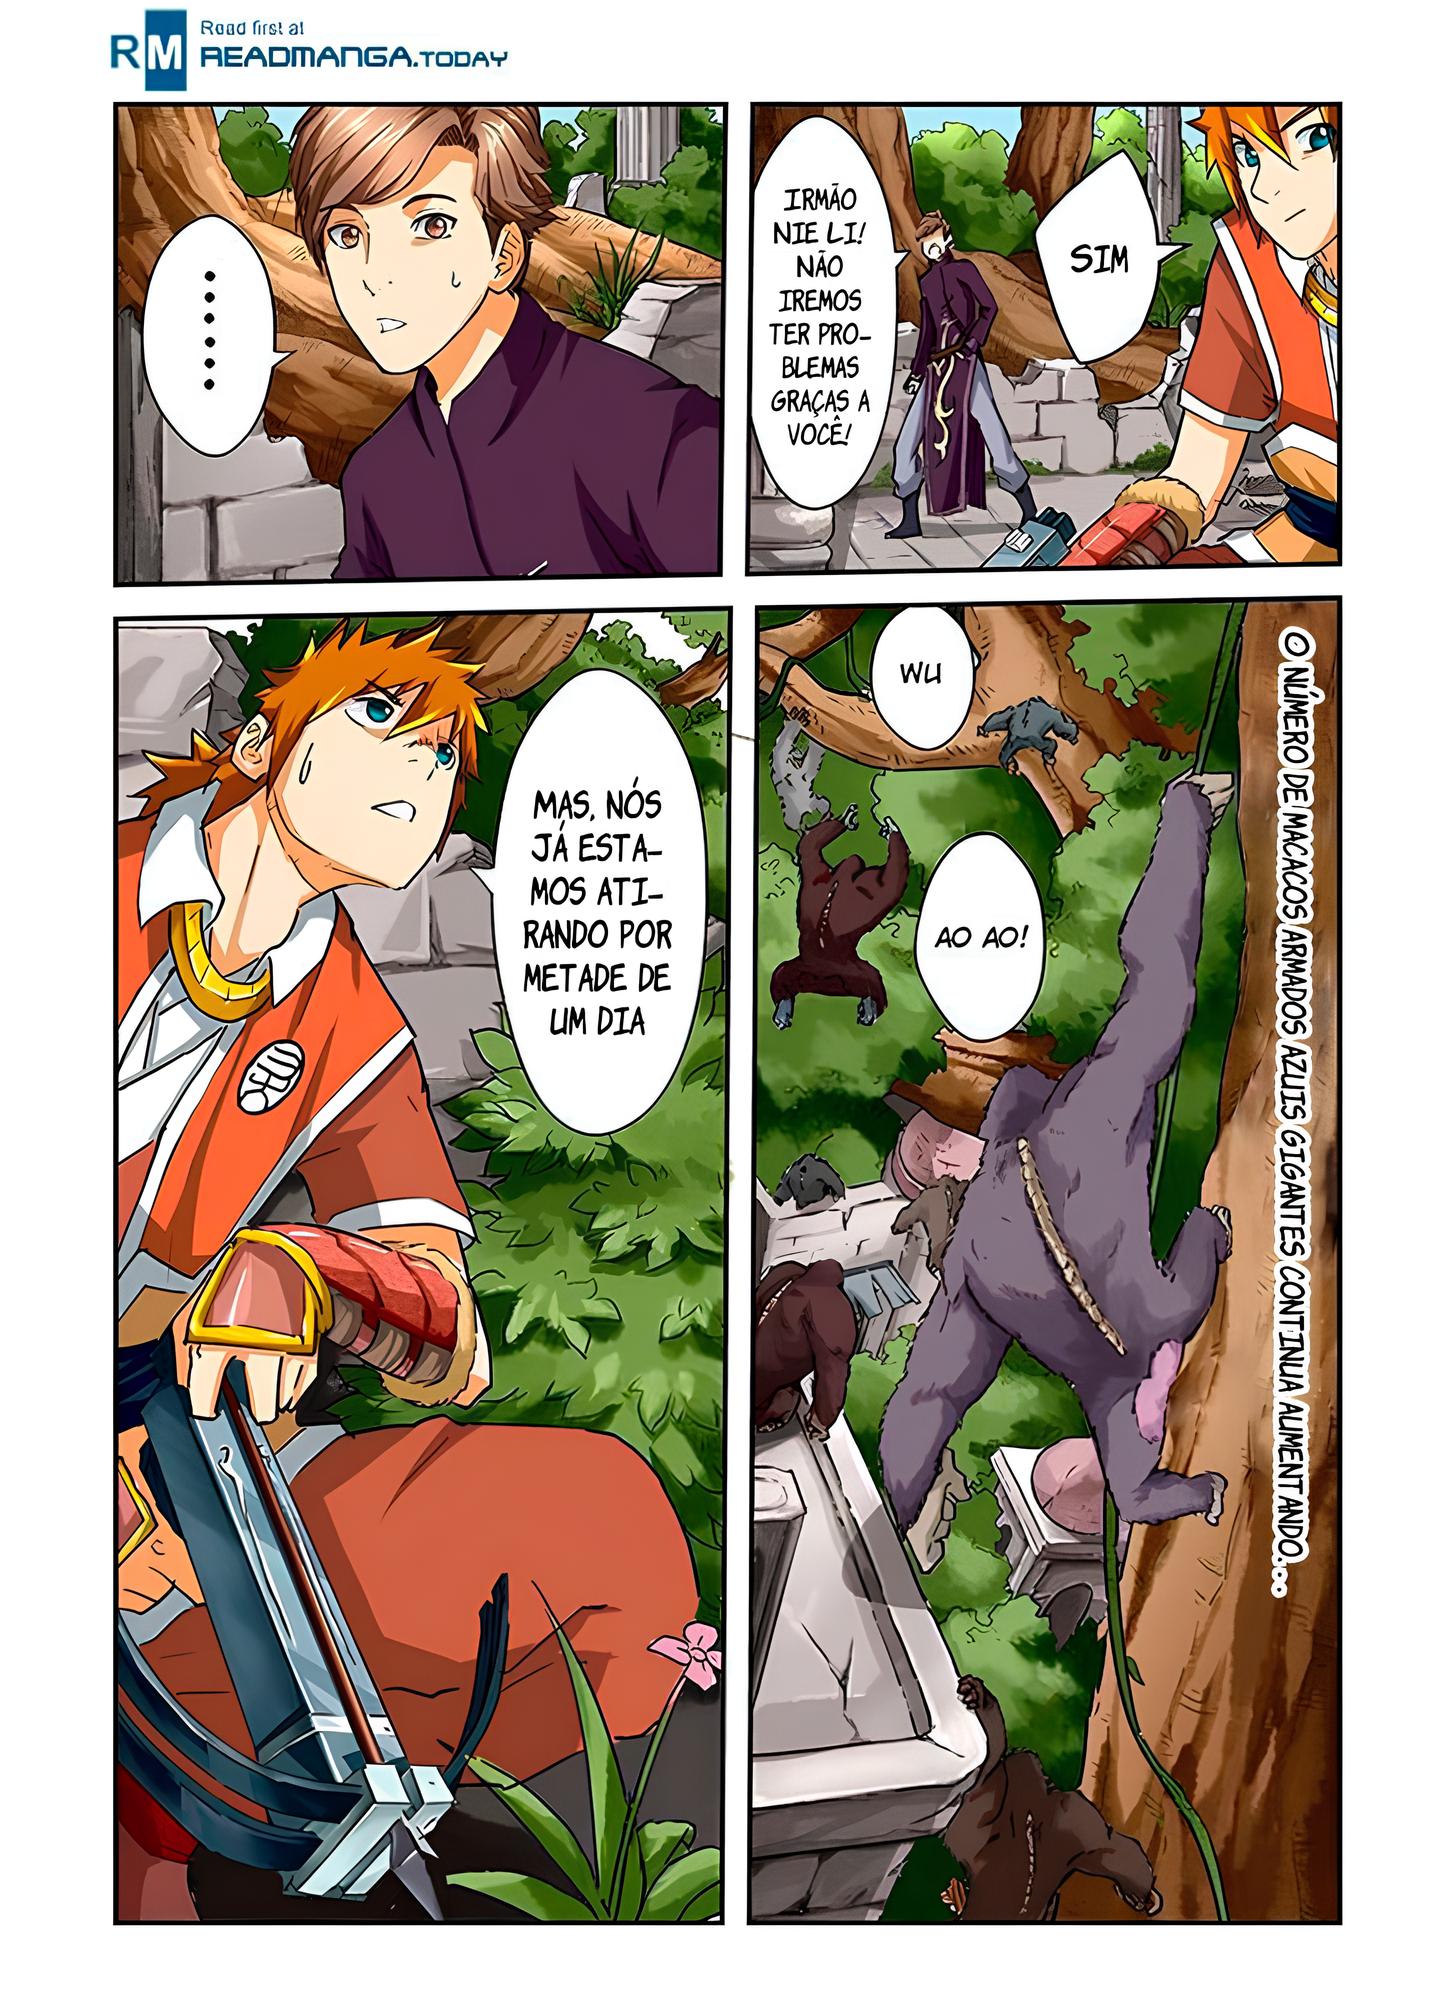 RM
Read first at
READMANGA.TODAY
......
IRMÃO
NIE LI!
NÃO
IREMOS
TER PRO-
BLEMAS
GRAÇAS A
VOCÊ!
SIM
MAS, NÓS
JÁ ESTA-
MOS ATI-
RANDO POR
METADE DE
UM DIA
WU
AO AO!
O NÚMERO DE MACACOS ARMADOS AZUIS GIGANTES CONTINUA AUMENTANDO...